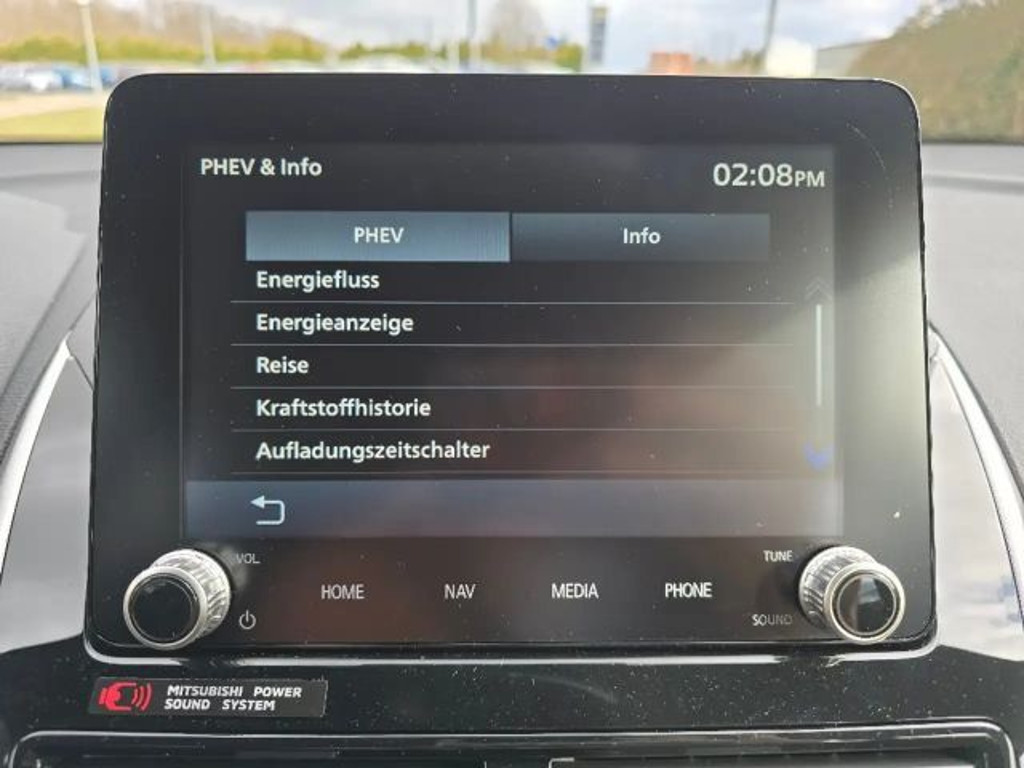 PHEV & Info 02:08PM
PHEV Info
Energiefluss
Energieanzeige
Reise
Kraftstoffhistorie
Aufladungszeitschalter
VOL TUNE
HOME NAV MEDIA PHONE
SOUND
MITSUBISHI POWER
SOUND SYSTEM